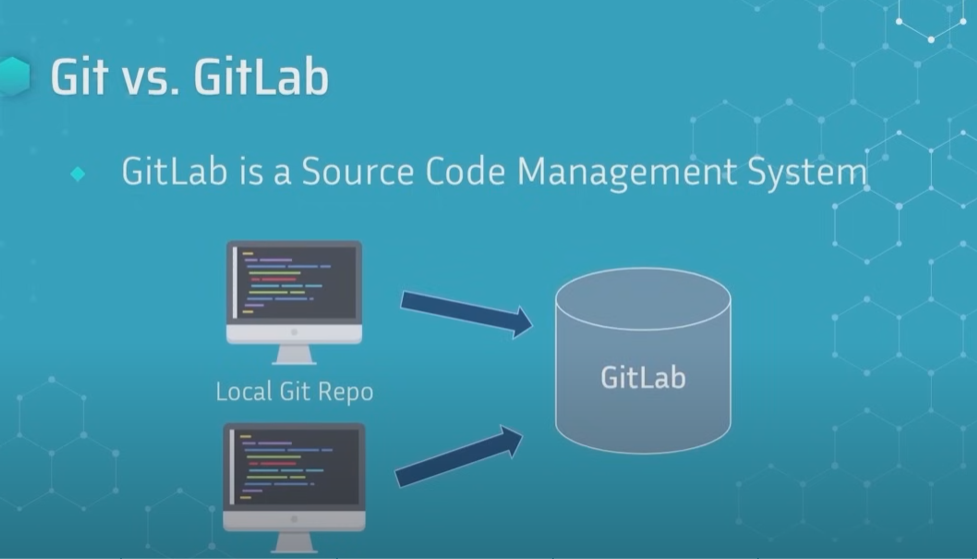 Git vs. GitLab
GitLab is a Source Code Management System
Local Git Repo
GitLab